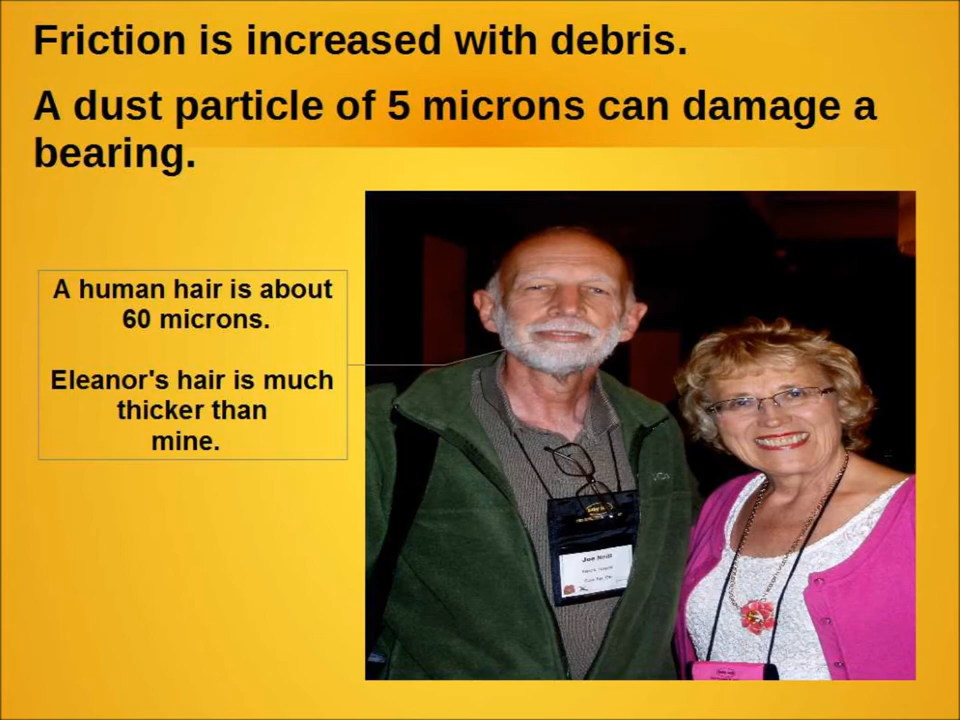 Friction is increased with debris.
A dust particle of 5 microns can damage a
bearing.
A human hair is about
60 microns.
Eleanor's hair is much
thicker than
mine.